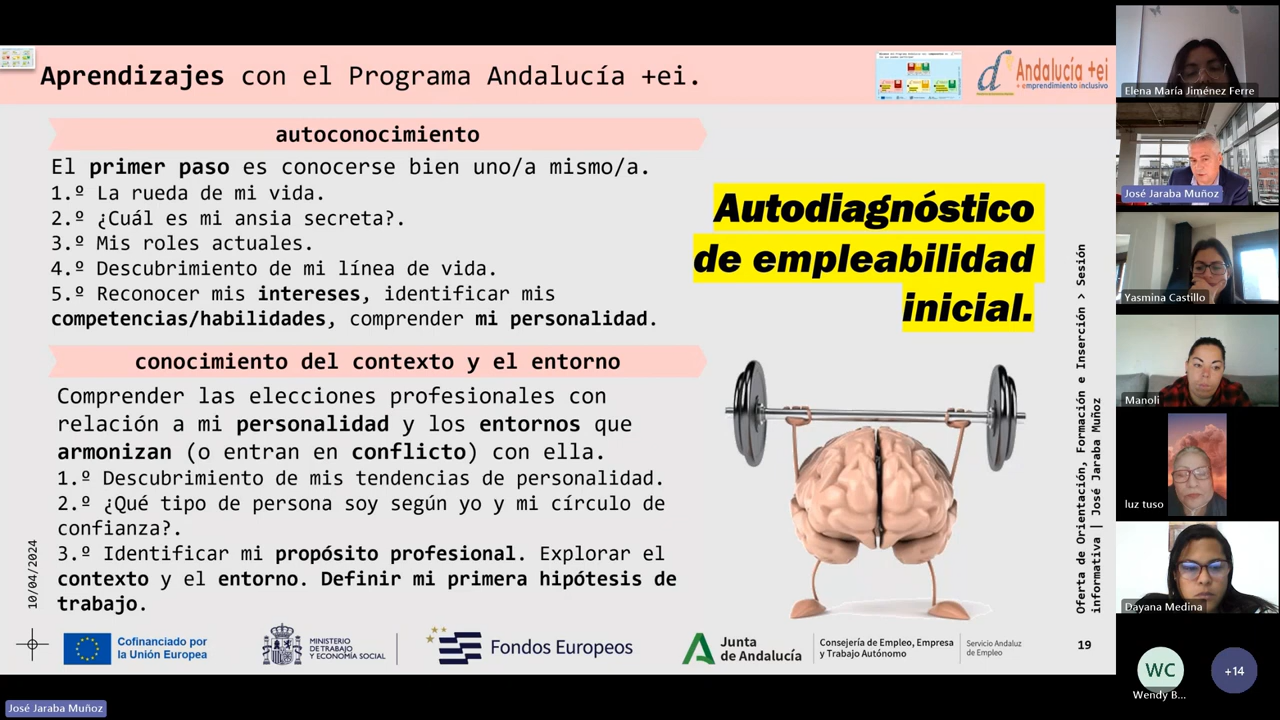 Aprendizajes con el Programa Andalucía +ei.
Andalucía +ei
+ emprendimiento inclusivo
autoconocimiento
El primer paso es conocerse bien uno/a mismo/a.
1.º La rueda de mi vida.
2.º ¿Cuál es mi ansia secreta?.
3.º Mis roles actuales.
4.º Descubrimiento de mi línea de vida.
5.º Reconocer mis intereses, identificar mis
competencias/habilidades, comprender mi personalidad.
conocimiento del contexto y el entorno
Comprender las elecciones profesionales con
relación a mi personalidad y los entornos que
armonizan (o entran en conflicto) con ella.
1.º Descubrimiento de mis tendencias de personalidad.
2.º ¿Qué tipo de persona soy según yo y mi círculo de
confianza?.
3.º Identificar mi propósito profesional. Explorar el
contexto y el entorno. Definir mi primera hipótesis de
trabajo.
Autodiagnóstico
de empleabilidad
inicial.
10/04/2024
Oferta de Orientación, Formación e Inserción > Sesión
informativa | José Jaraba Muñoz
Cofinanciado por
la Unión Europea
MINISTERIO
DE TRABAJO
Y ECONOMÍA SOCIAL
Fondos Europeos
Junta
de Andalucía
Consejería de Empleo, Empresa
y Trabajo Autónomo
Servicio Andaluz
de Empleo
19
Elena María Jiménez Ferre
José Jaraba Muñoz
Yasmina Castillo
Manoli
luz tuso
Dayana Medina
WC
Wendy B...
+14
José Jaraba Muñoz